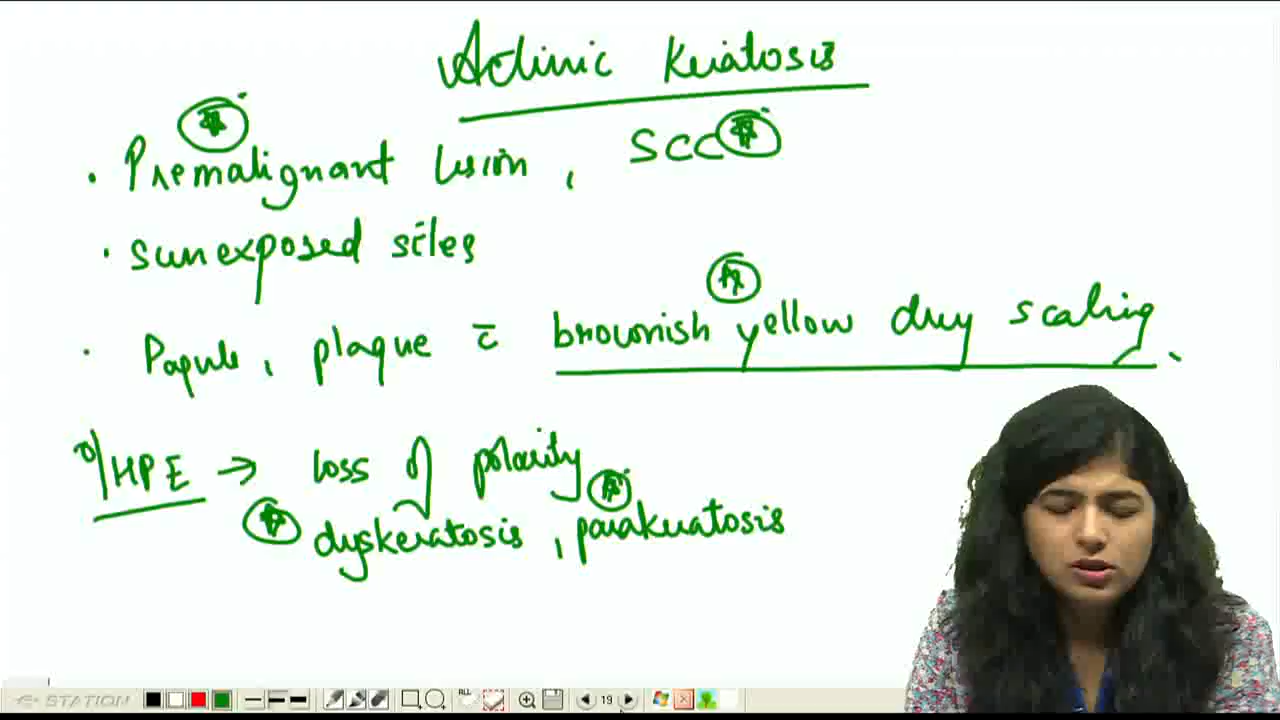 Actinic Keratosis
• Premalignant lesion, SCC
• sunexposed sites
• Papule, plaque c̄ brownish yellow dry scaling
o/HPE → loss of polarity
dyskeratosis, parakeratosis
STATION
ALL
19